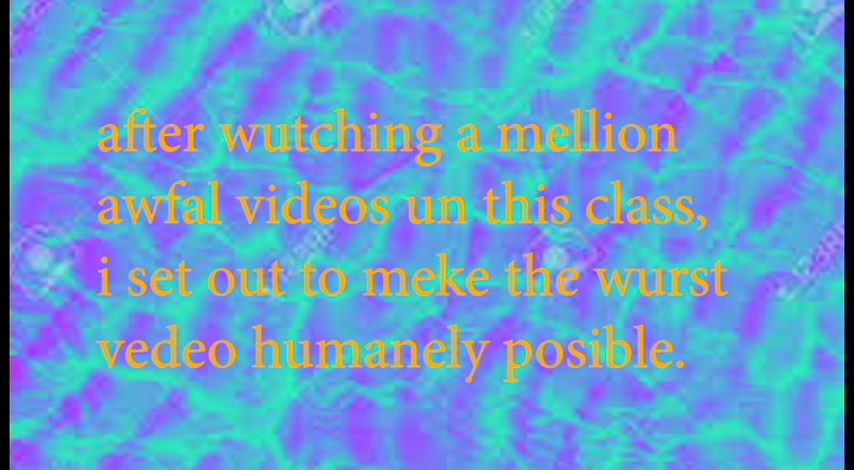 after wutching a mellion
awfal videos un this class,
i set out to meke the wurst
vedeo humanely posible.